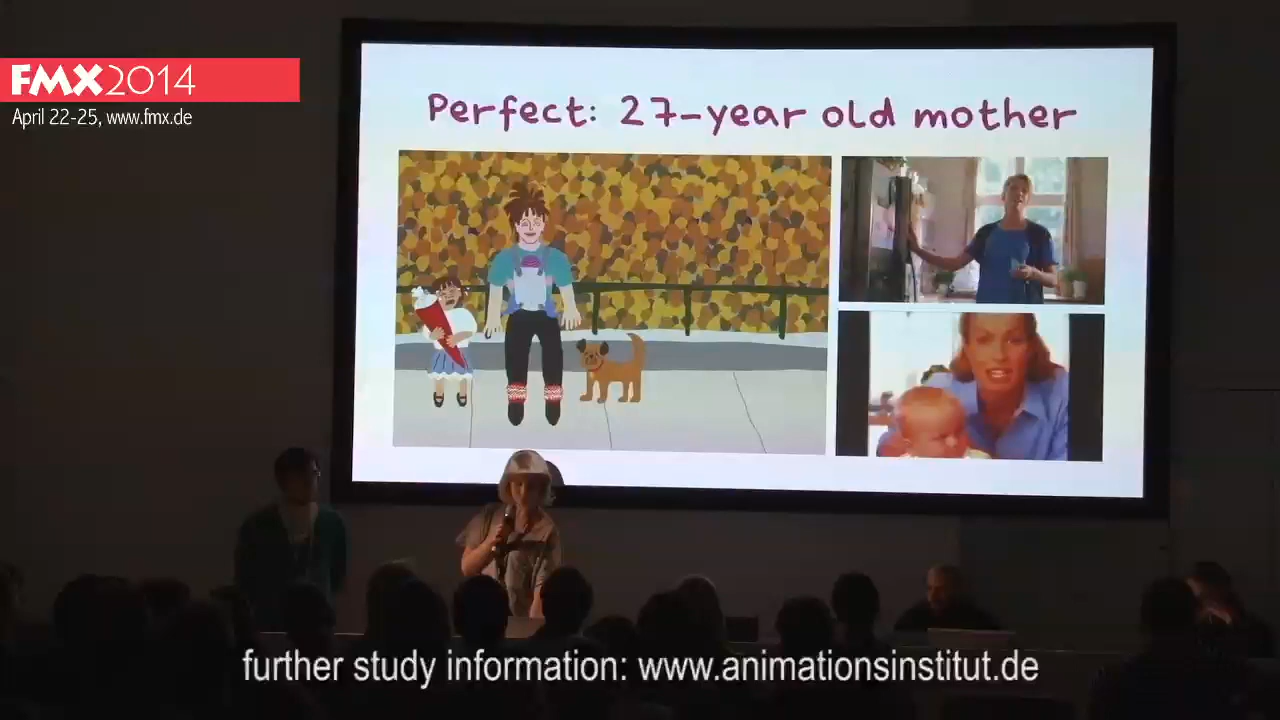 FMX2014
April 22-25, www.fmx.de
Perfect: 27-year old mother
further study information: www.animationsinstitut.de